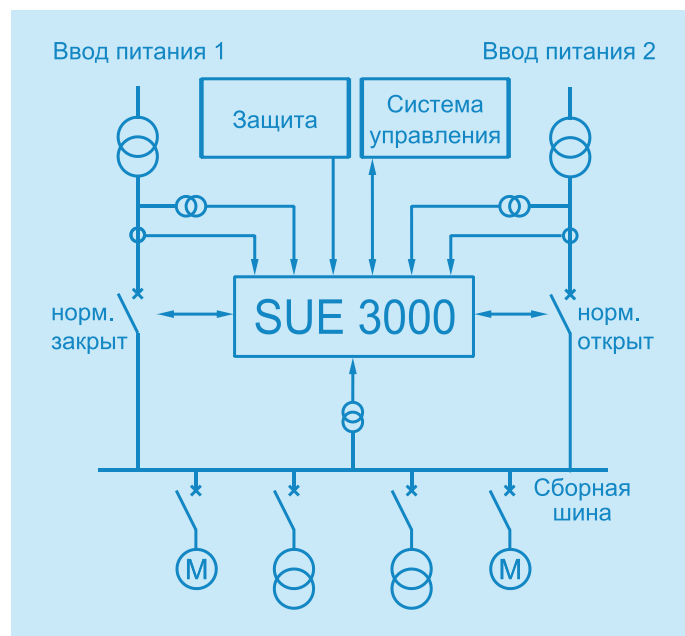 Ввод питания 1
Ввод питания 2
Защита
Система
управления
норм.
закрыт
SUE 3000
норм.
открыт
Сборная
шина
M
M